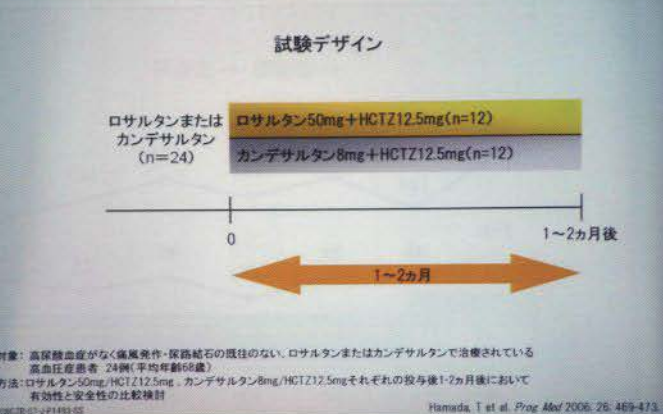 試験デザイン
ロサルタンまたは
カンデサルタン
(n=24)
ロサルタン50mg+HCTZ12.5mg(n=12)
カンデサルタン8mg+HCTZ12.5mg(n=12)
0
1~2ヵ月後
1~2ヵ月
対象: 高尿酸血症がなく痛風発作・尿路結石の既往のない、ロサルタンまたはカンデサルタンで治療されている
高血圧症患者 24例(平均年齢68歳)
方法:ロサルタン50mg/HCTZ12.5mg、カンデサルタン8mg/HCTZ12.5mgそれぞれの投与後1-2ヵ月後において
有効性と安全性の比較検討
Hamada, T et al. Prog Med 2006; 26: 469-473.